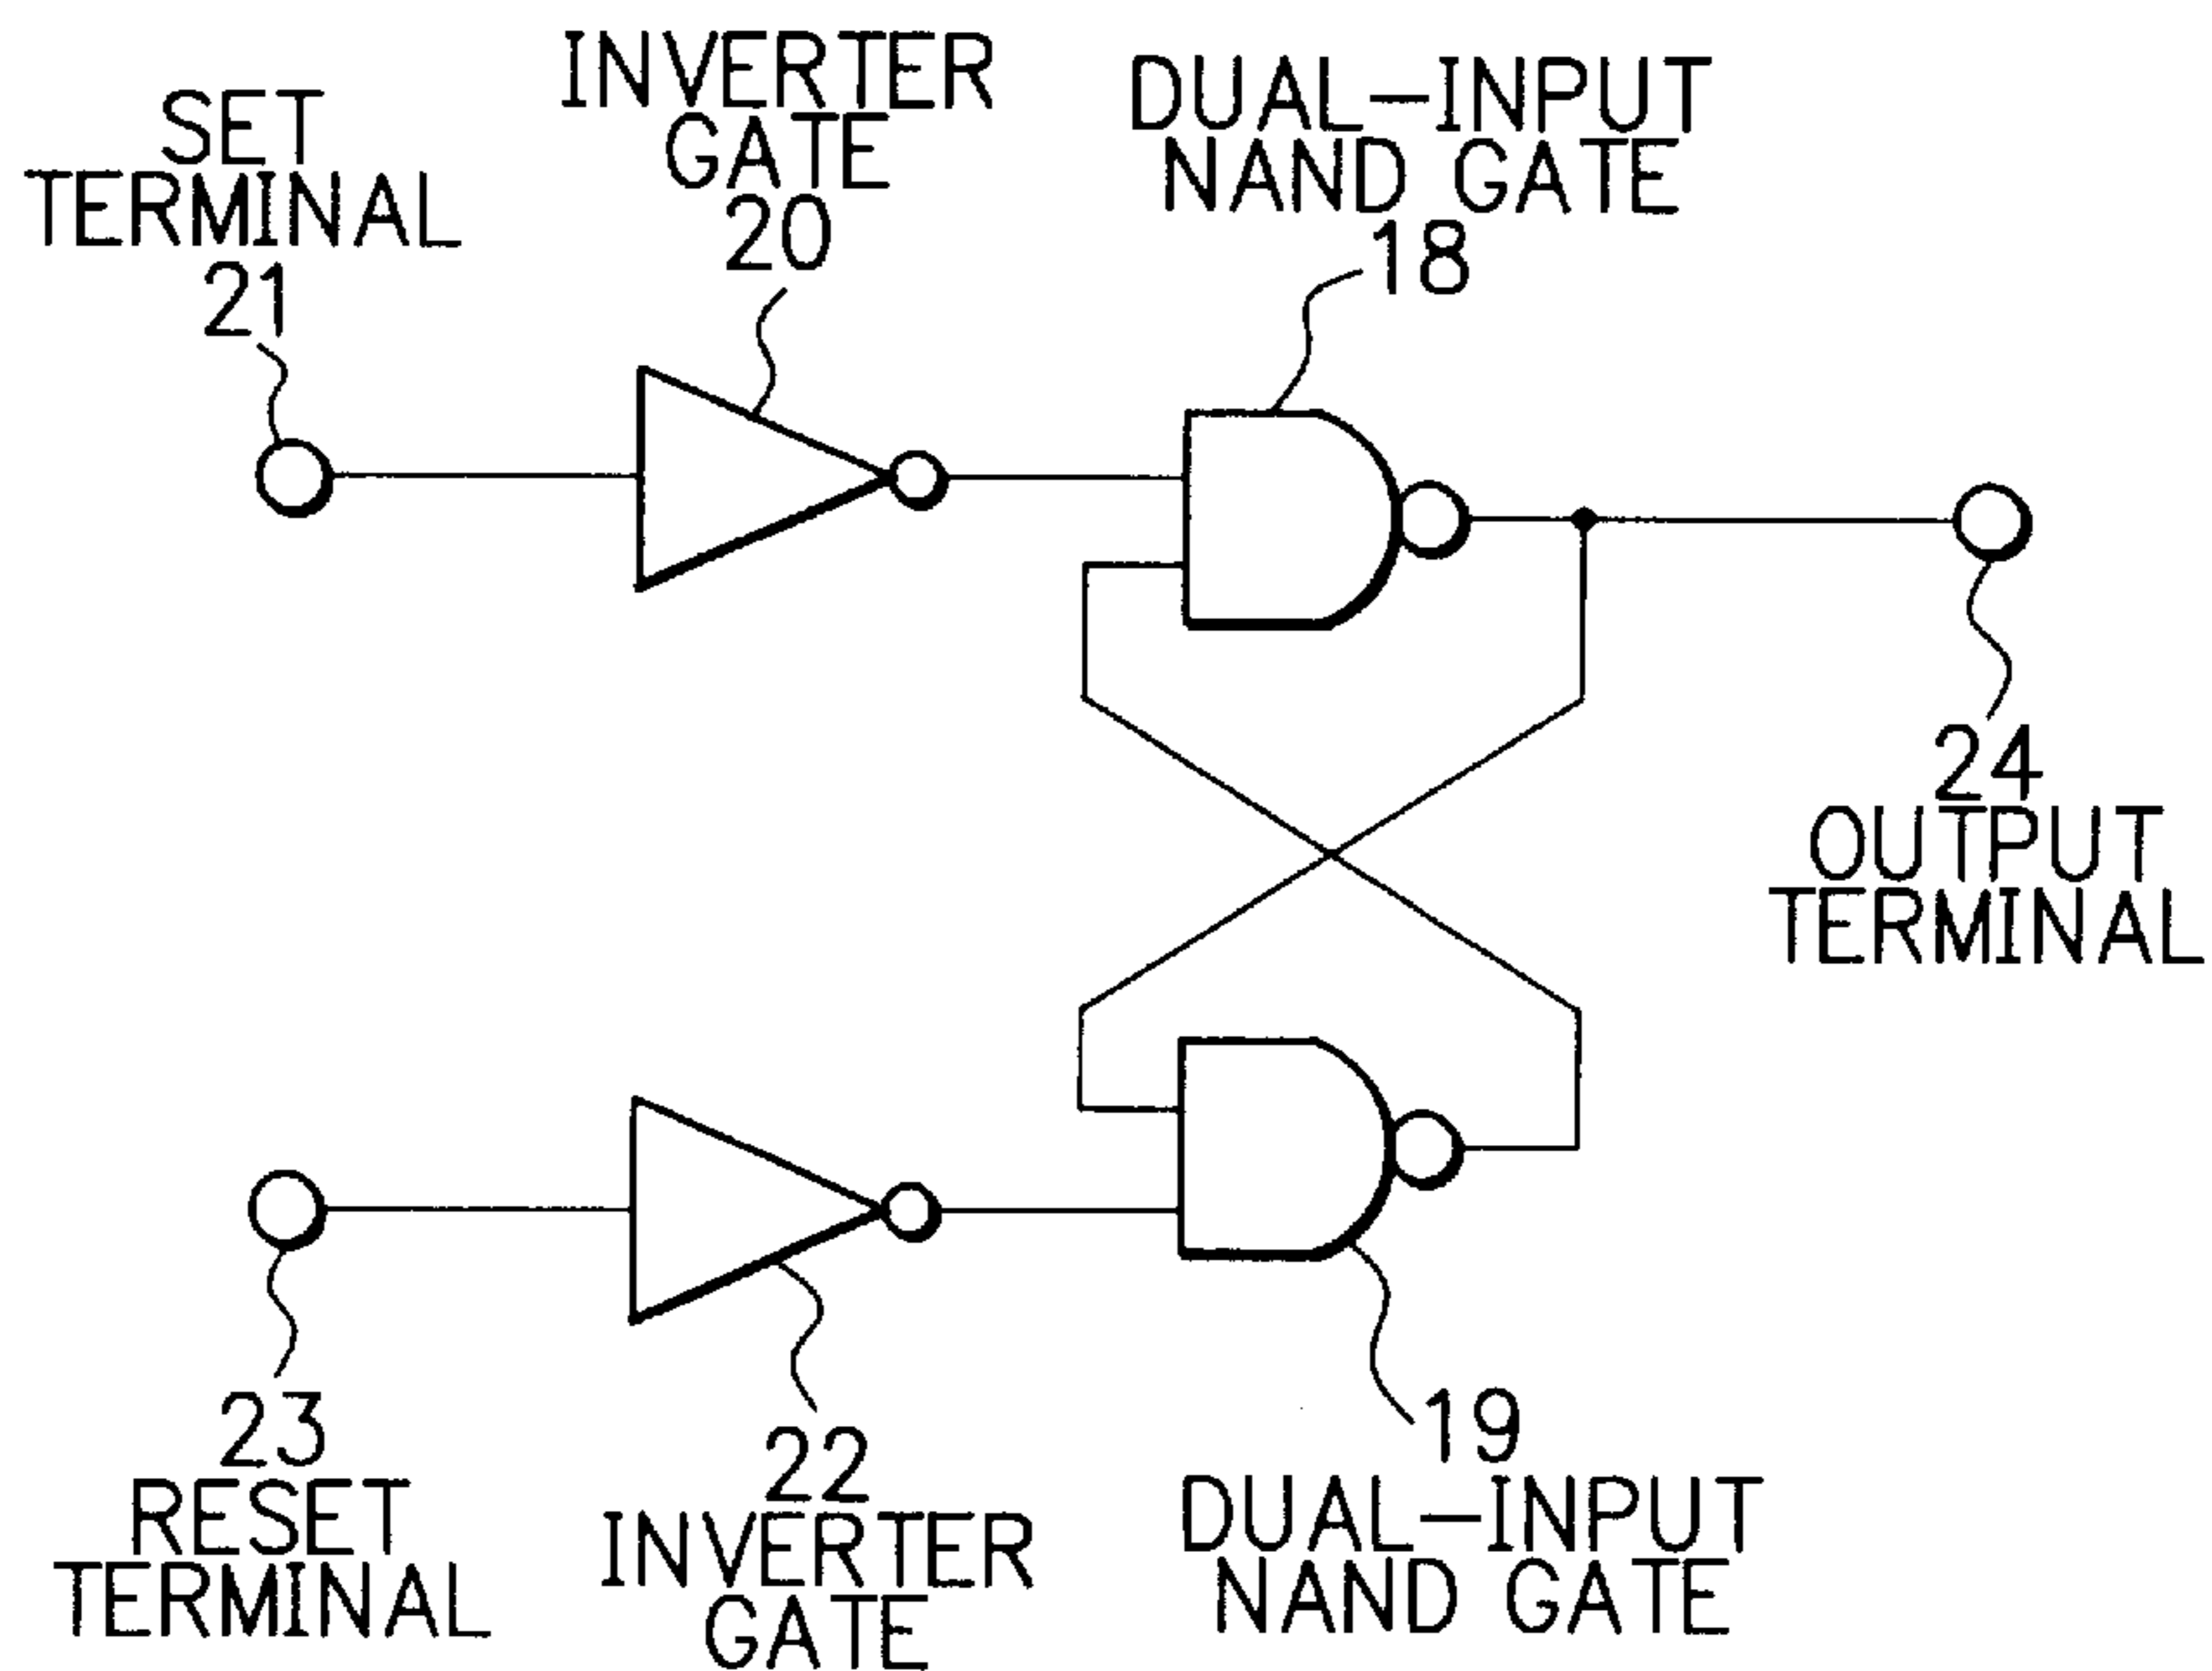 SET
TERMINAL
21
INVERTER
GATE
20
DUAL-INPUT
NAND GATE
18
24
OUTPUT
TERMINAL
23
RESET
TERMINAL
22
INVERTER
GATE
19
DUAL-INPUT
NAND GATE